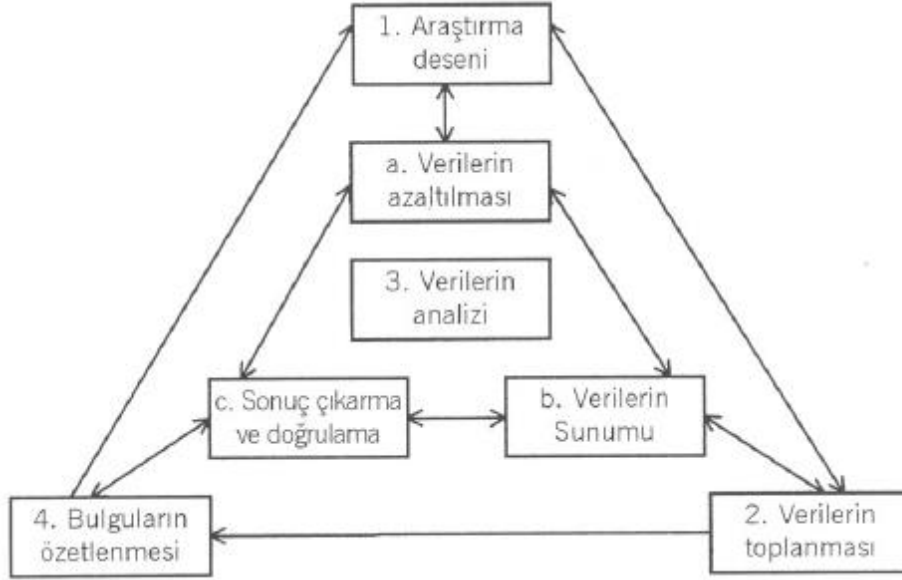 1. Araştırma
deseni
a. Verilerin
azaltılması
3. Verilerin
analizi
c. Sonuç çıkarma
ve doğrulama
b. Verilerin
Sunumu
4. Bulguların
özetlenmesi
2. Verilerin
toplanması